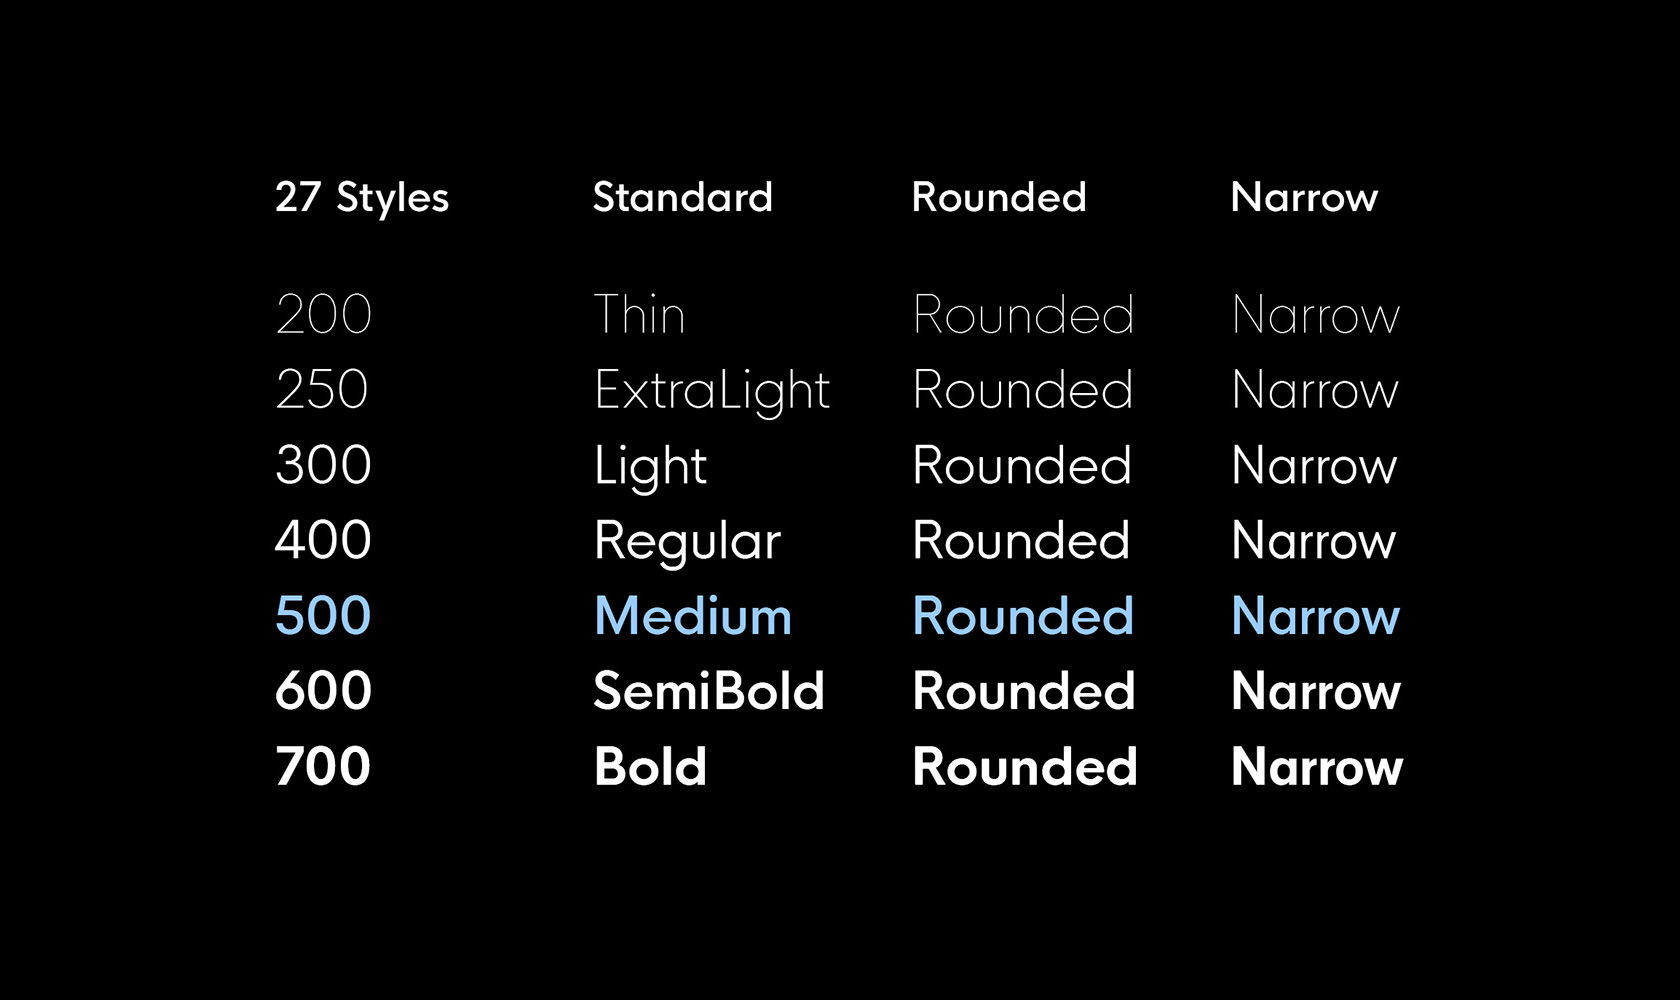 27 Styles Standard Rounded Narrow
200 Thin Rounded Narrow
250 ExtraLight Rounded Narrow
300 Light Rounded Narrow
400 Regular Rounded Narrow
500 Medium Rounded Narrow
600 SemiBold Rounded Narrow
700 Bold Rounded Narrow